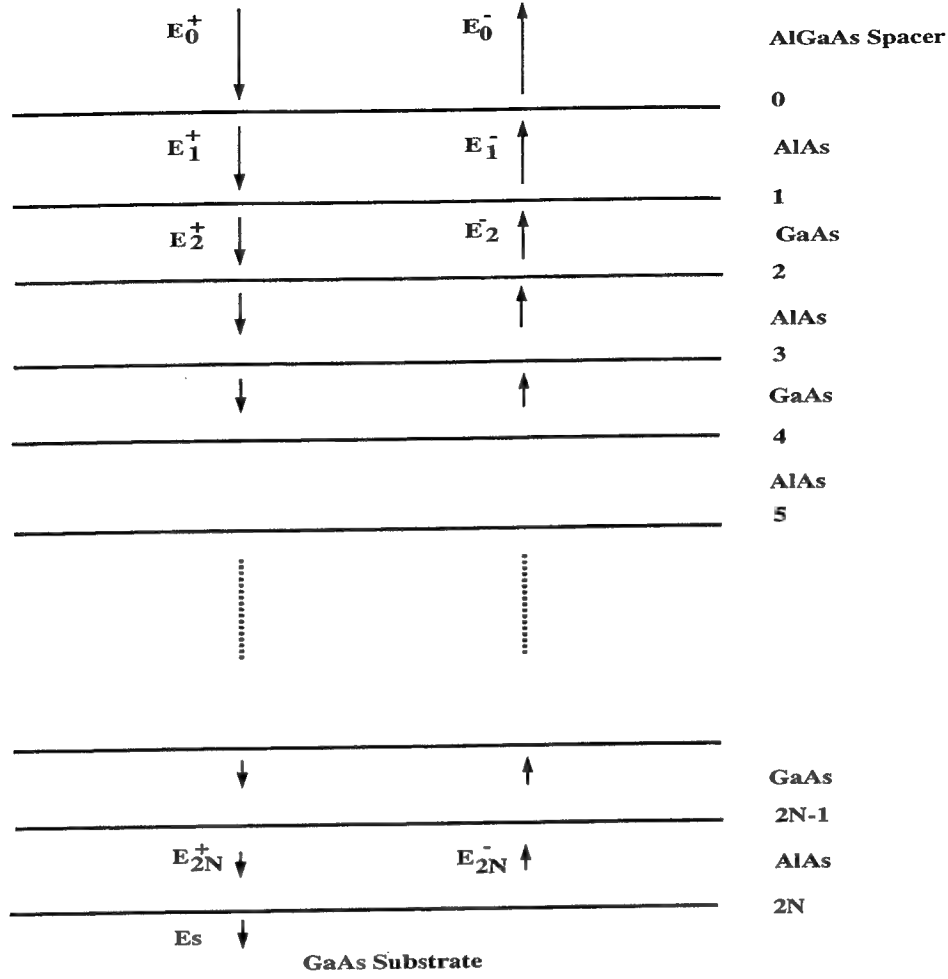 E0+ E0- AlGaAs Spacer
0
E1+ E1- AlAs
1
E2+ E-2 GaAs
2
AlAs
3
GaAs
4
AlAs
5
GaAs
2N-1
E2N+ E2N- AlAs
2N
Es
GaAs Substrate